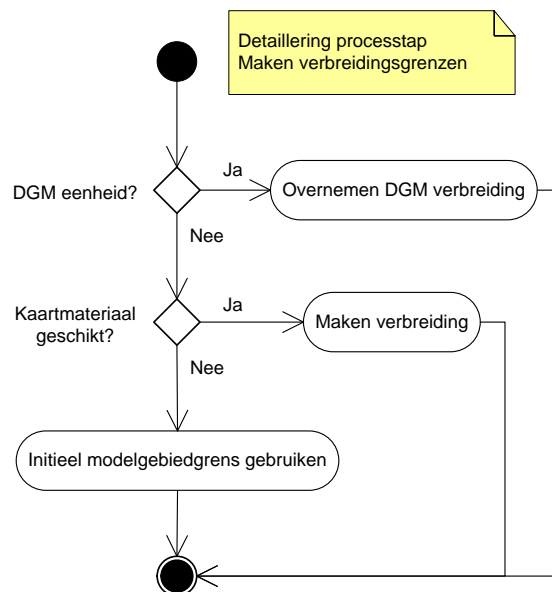 Detaillering processtap
Maken verbreidingsgrenzen
DGM eenheid?
Ja
Overnemen DGM verbreiding
Nee
Kaartmateriaal
geschikt?
Ja
Maken verbreiding
Nee
Initieel modelgebiedgrens gebruiken